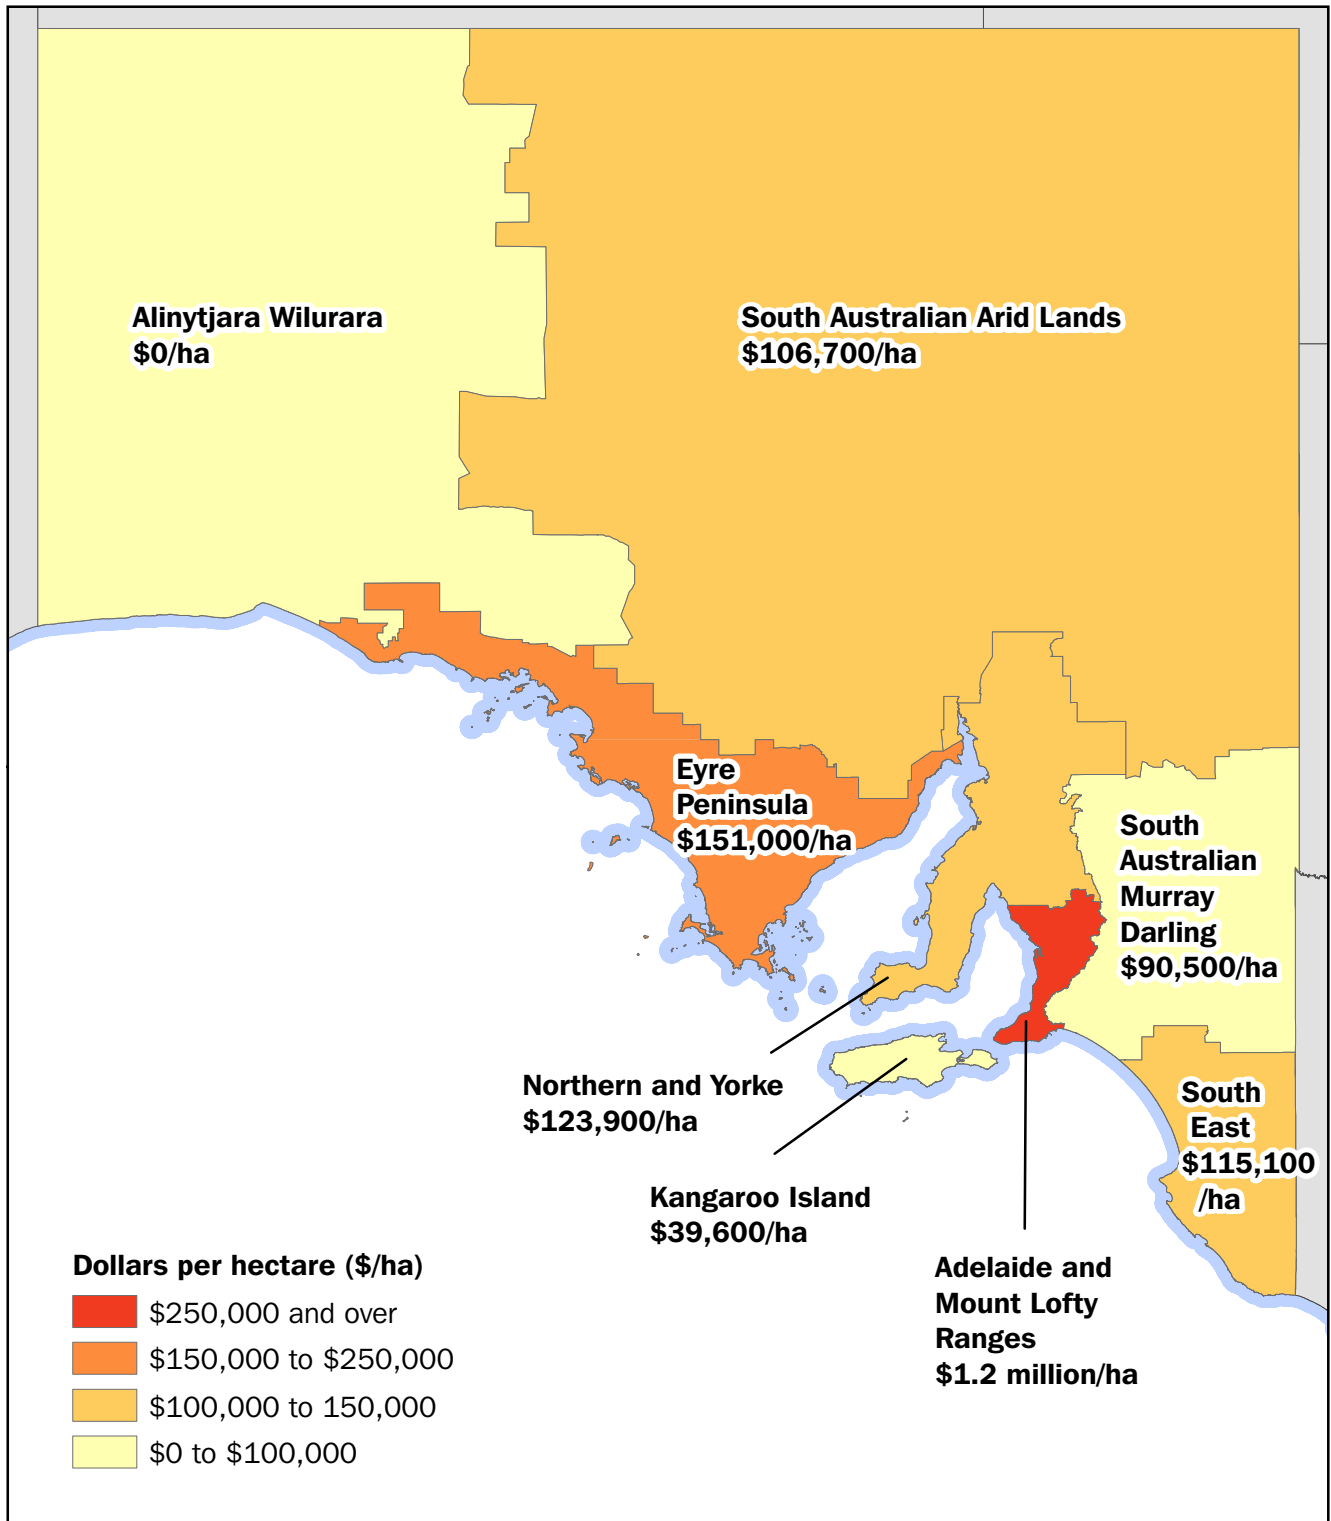 Alinytjara Wilurara
$0/ha
South Australian Arid Lands
$106,700/ha
Eyre
Peninsula
$151,000/ha
South
Australian
Murray
Darling
$90,500/ha
Northern and Yorke
$123,900/ha
Kangaroo Island
$39,600/ha
South
East
$115,100
/ha
Adelaide and
Mount Lofty
Ranges
$1.2 million/ha
Dollars per hectare ($/ha)
$250,000 and over
$150,000 to $250,000
$100,000 to 150,000
$0 to $100,000